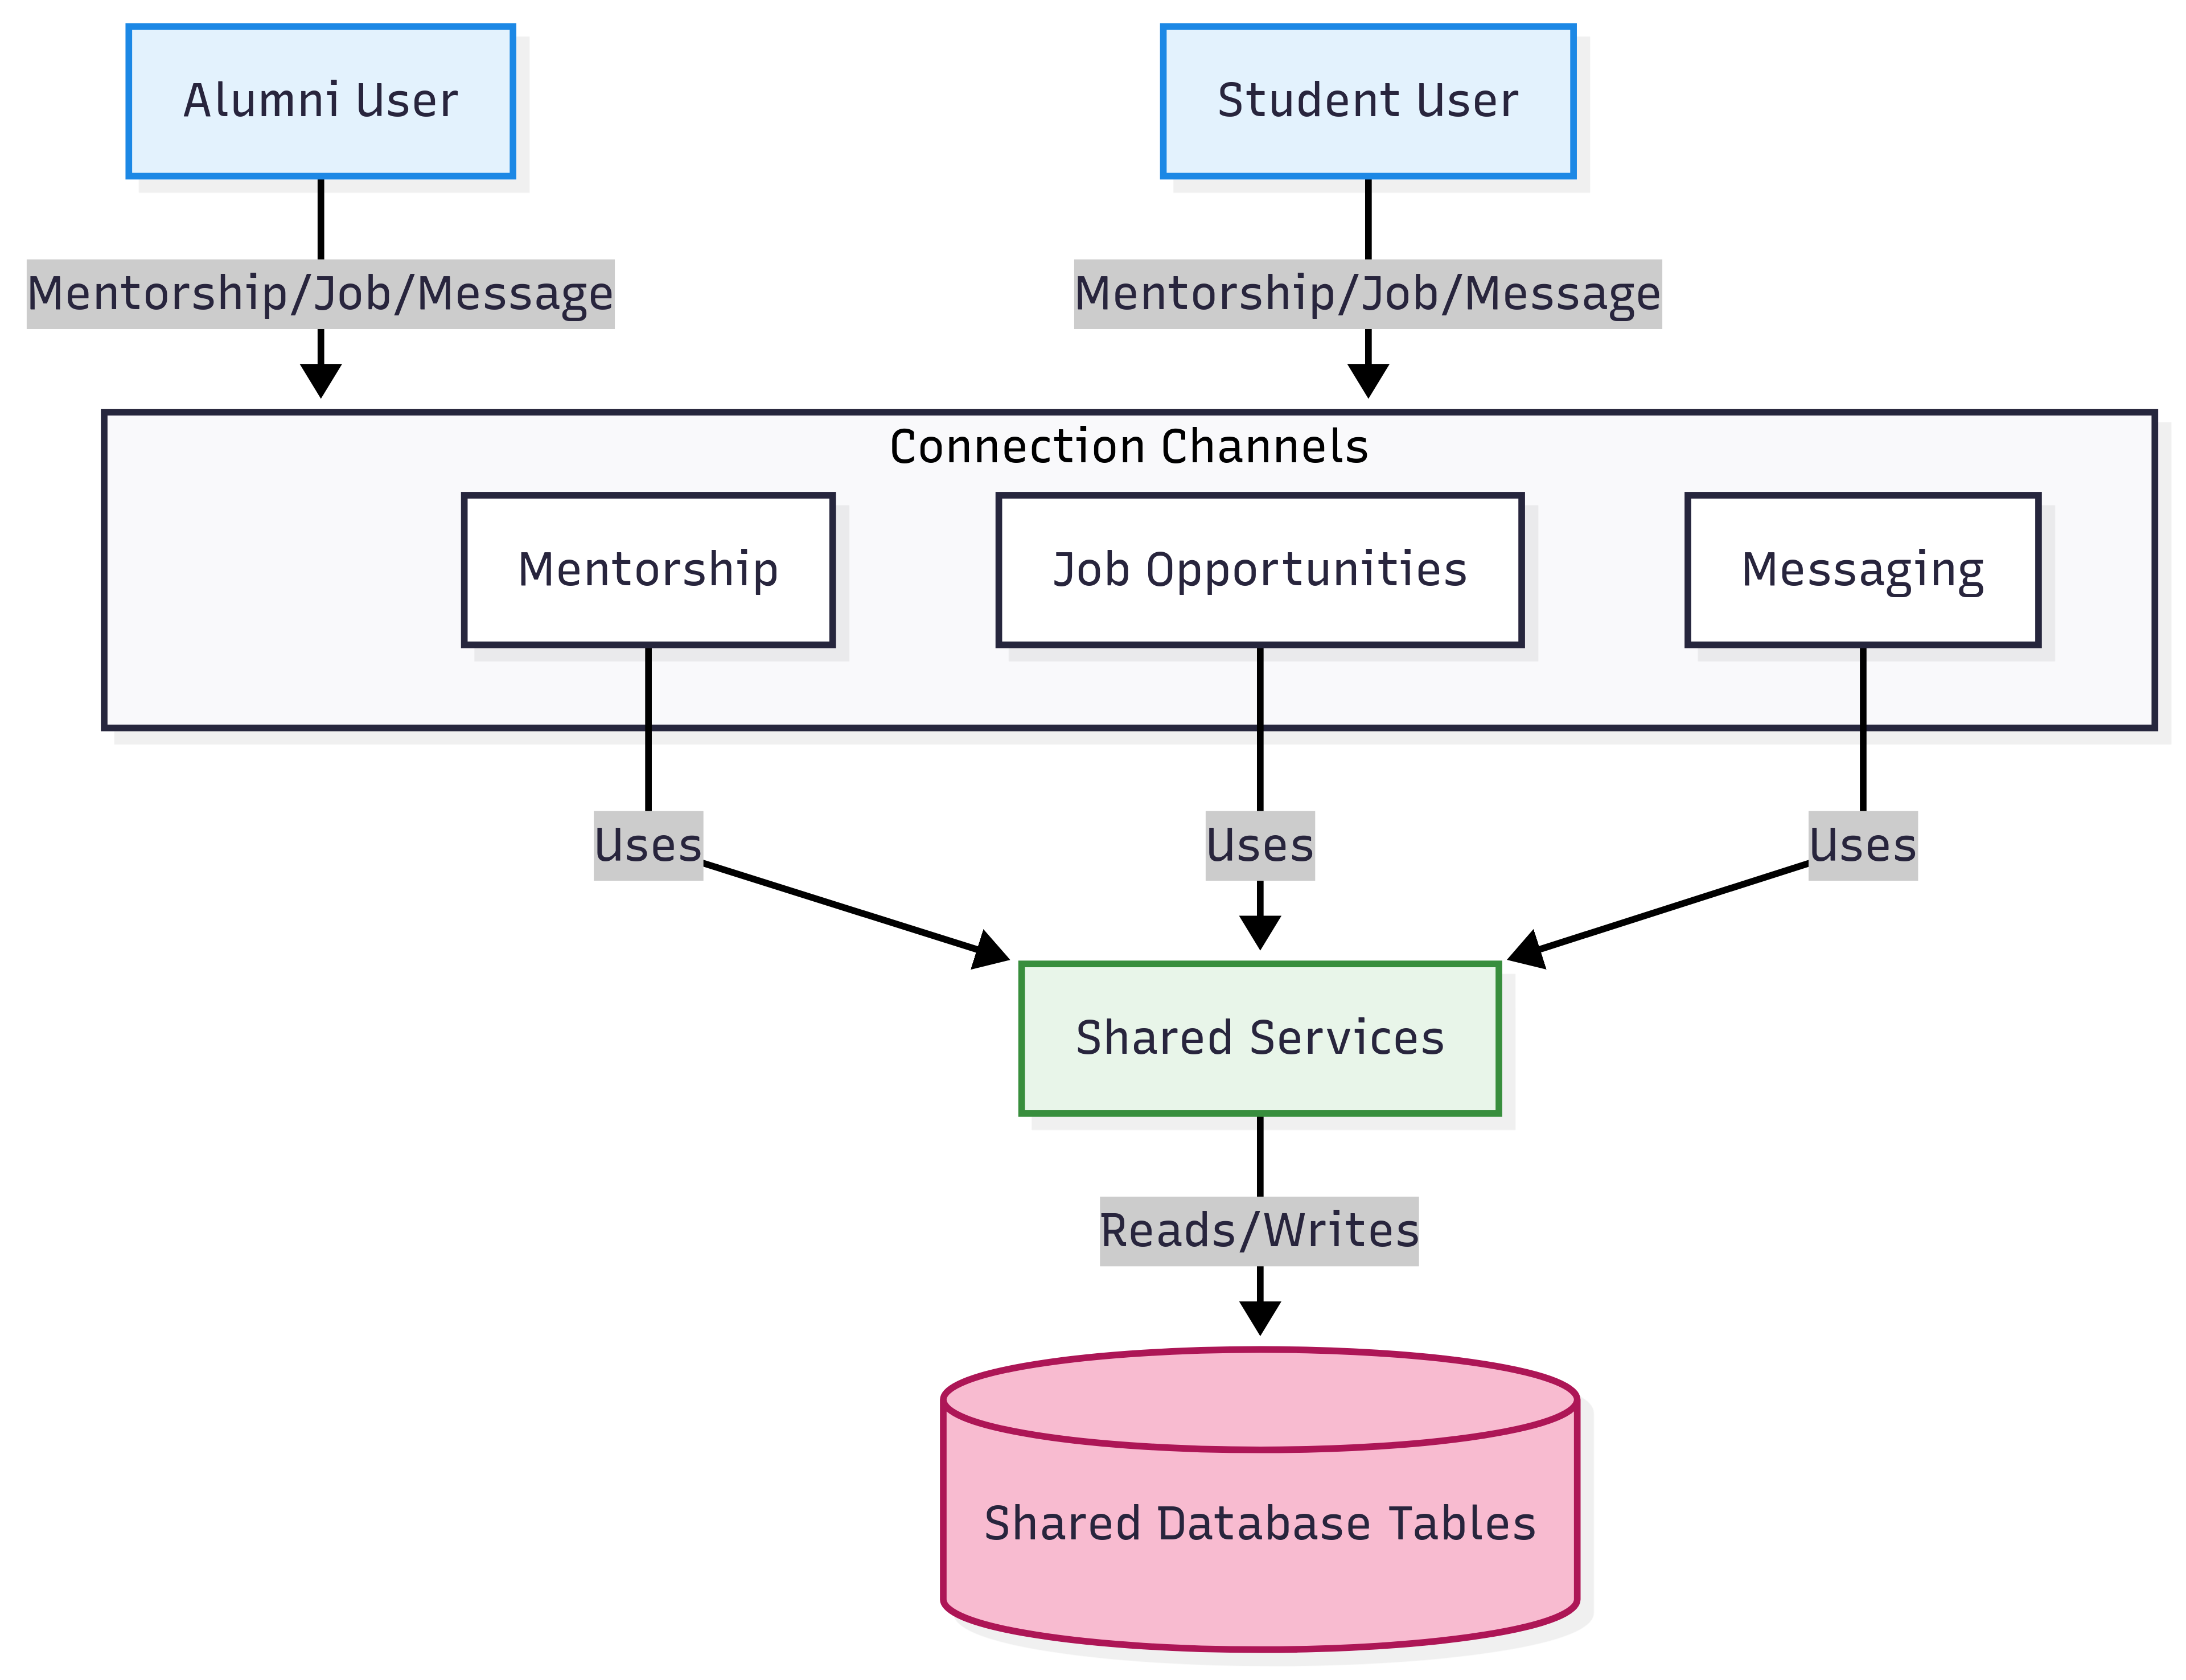 Alumni User
Student User
Mentorship/Job/Message
Mentorship/Job/Message
Connection Channels
Mentorship
Job Opportunities
Messaging
Uses
Uses
Uses
Shared Services
Reads/Writes
Shared Database Tables